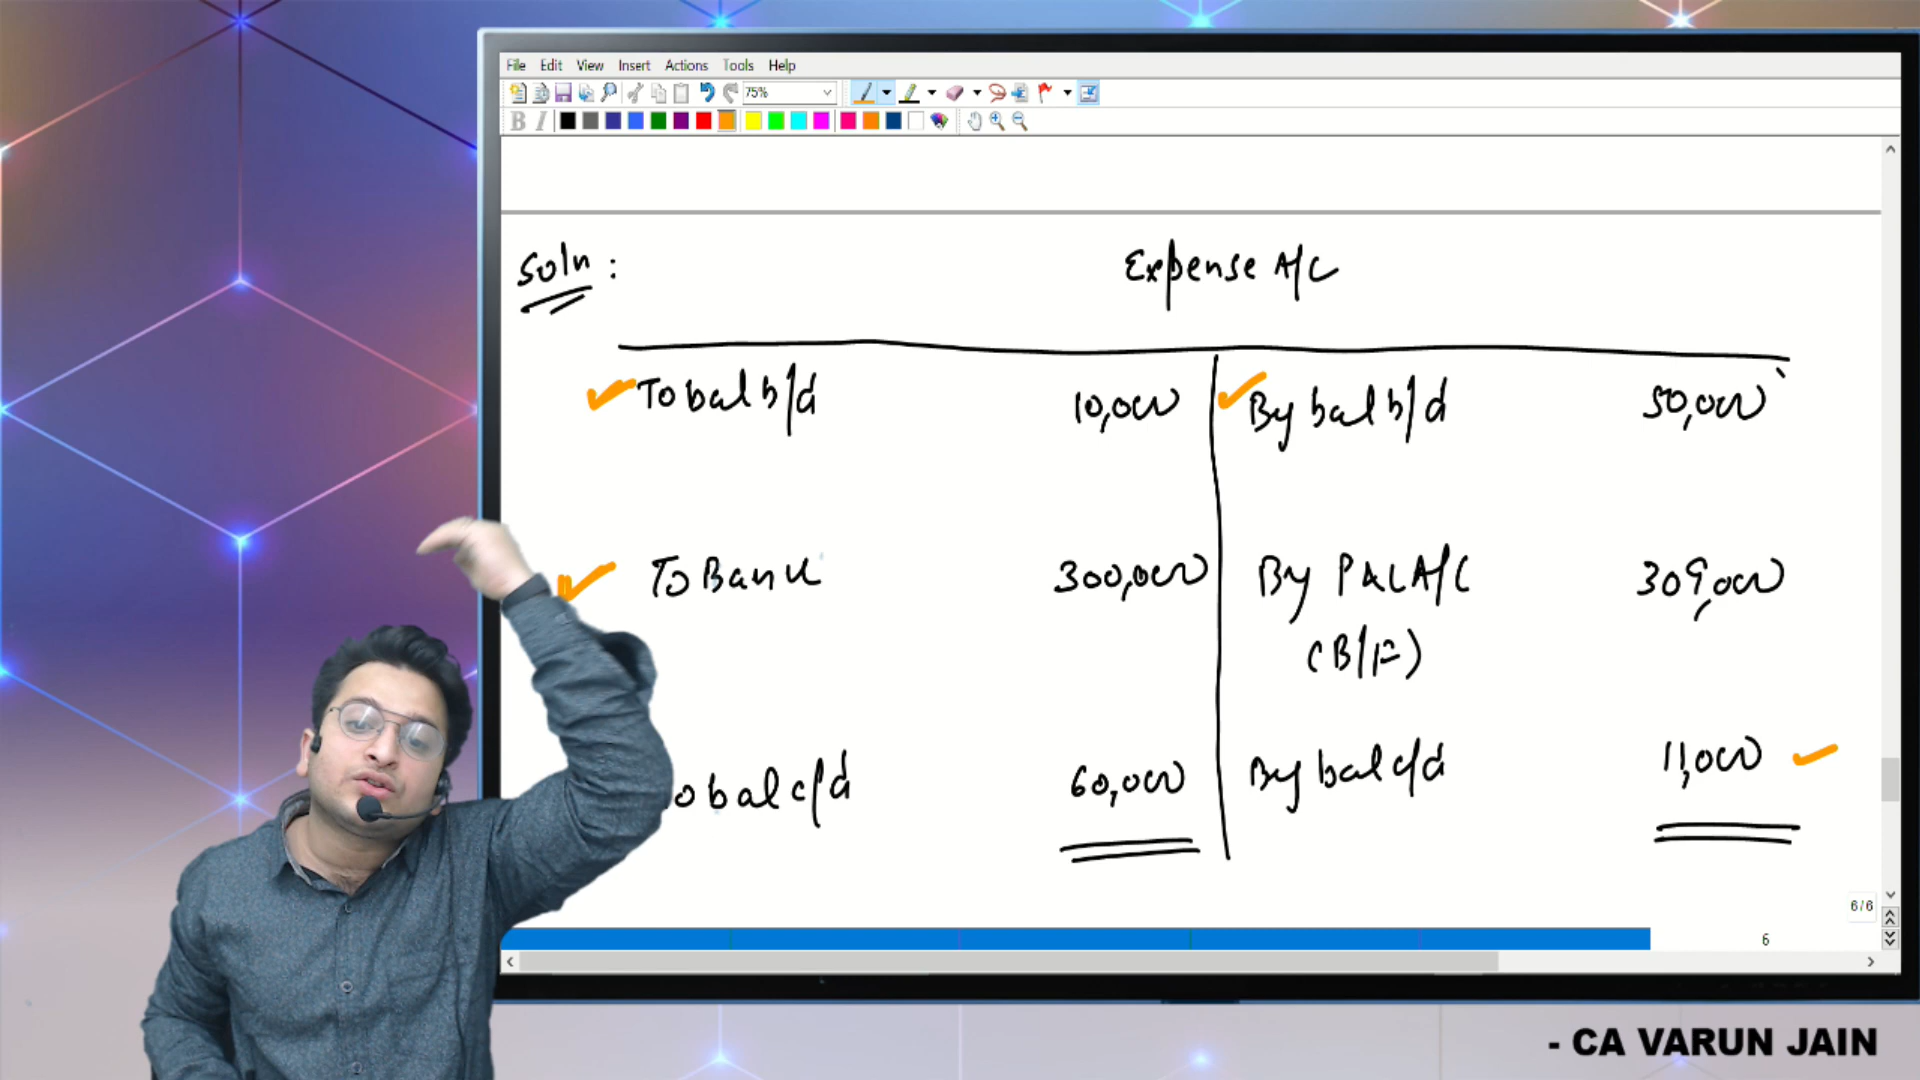 File Edit View Insert Actions Tools Help
75%
B I
Soln :
Expense A/C
To bal b/d 10,000 By bal b/d 50,000
To Bank 300,000 By P&L A/C 309,000
(B/F)
bal c/d 60,000 By bal c/d 11,000
6/6
6
- CA VARUN JAIN